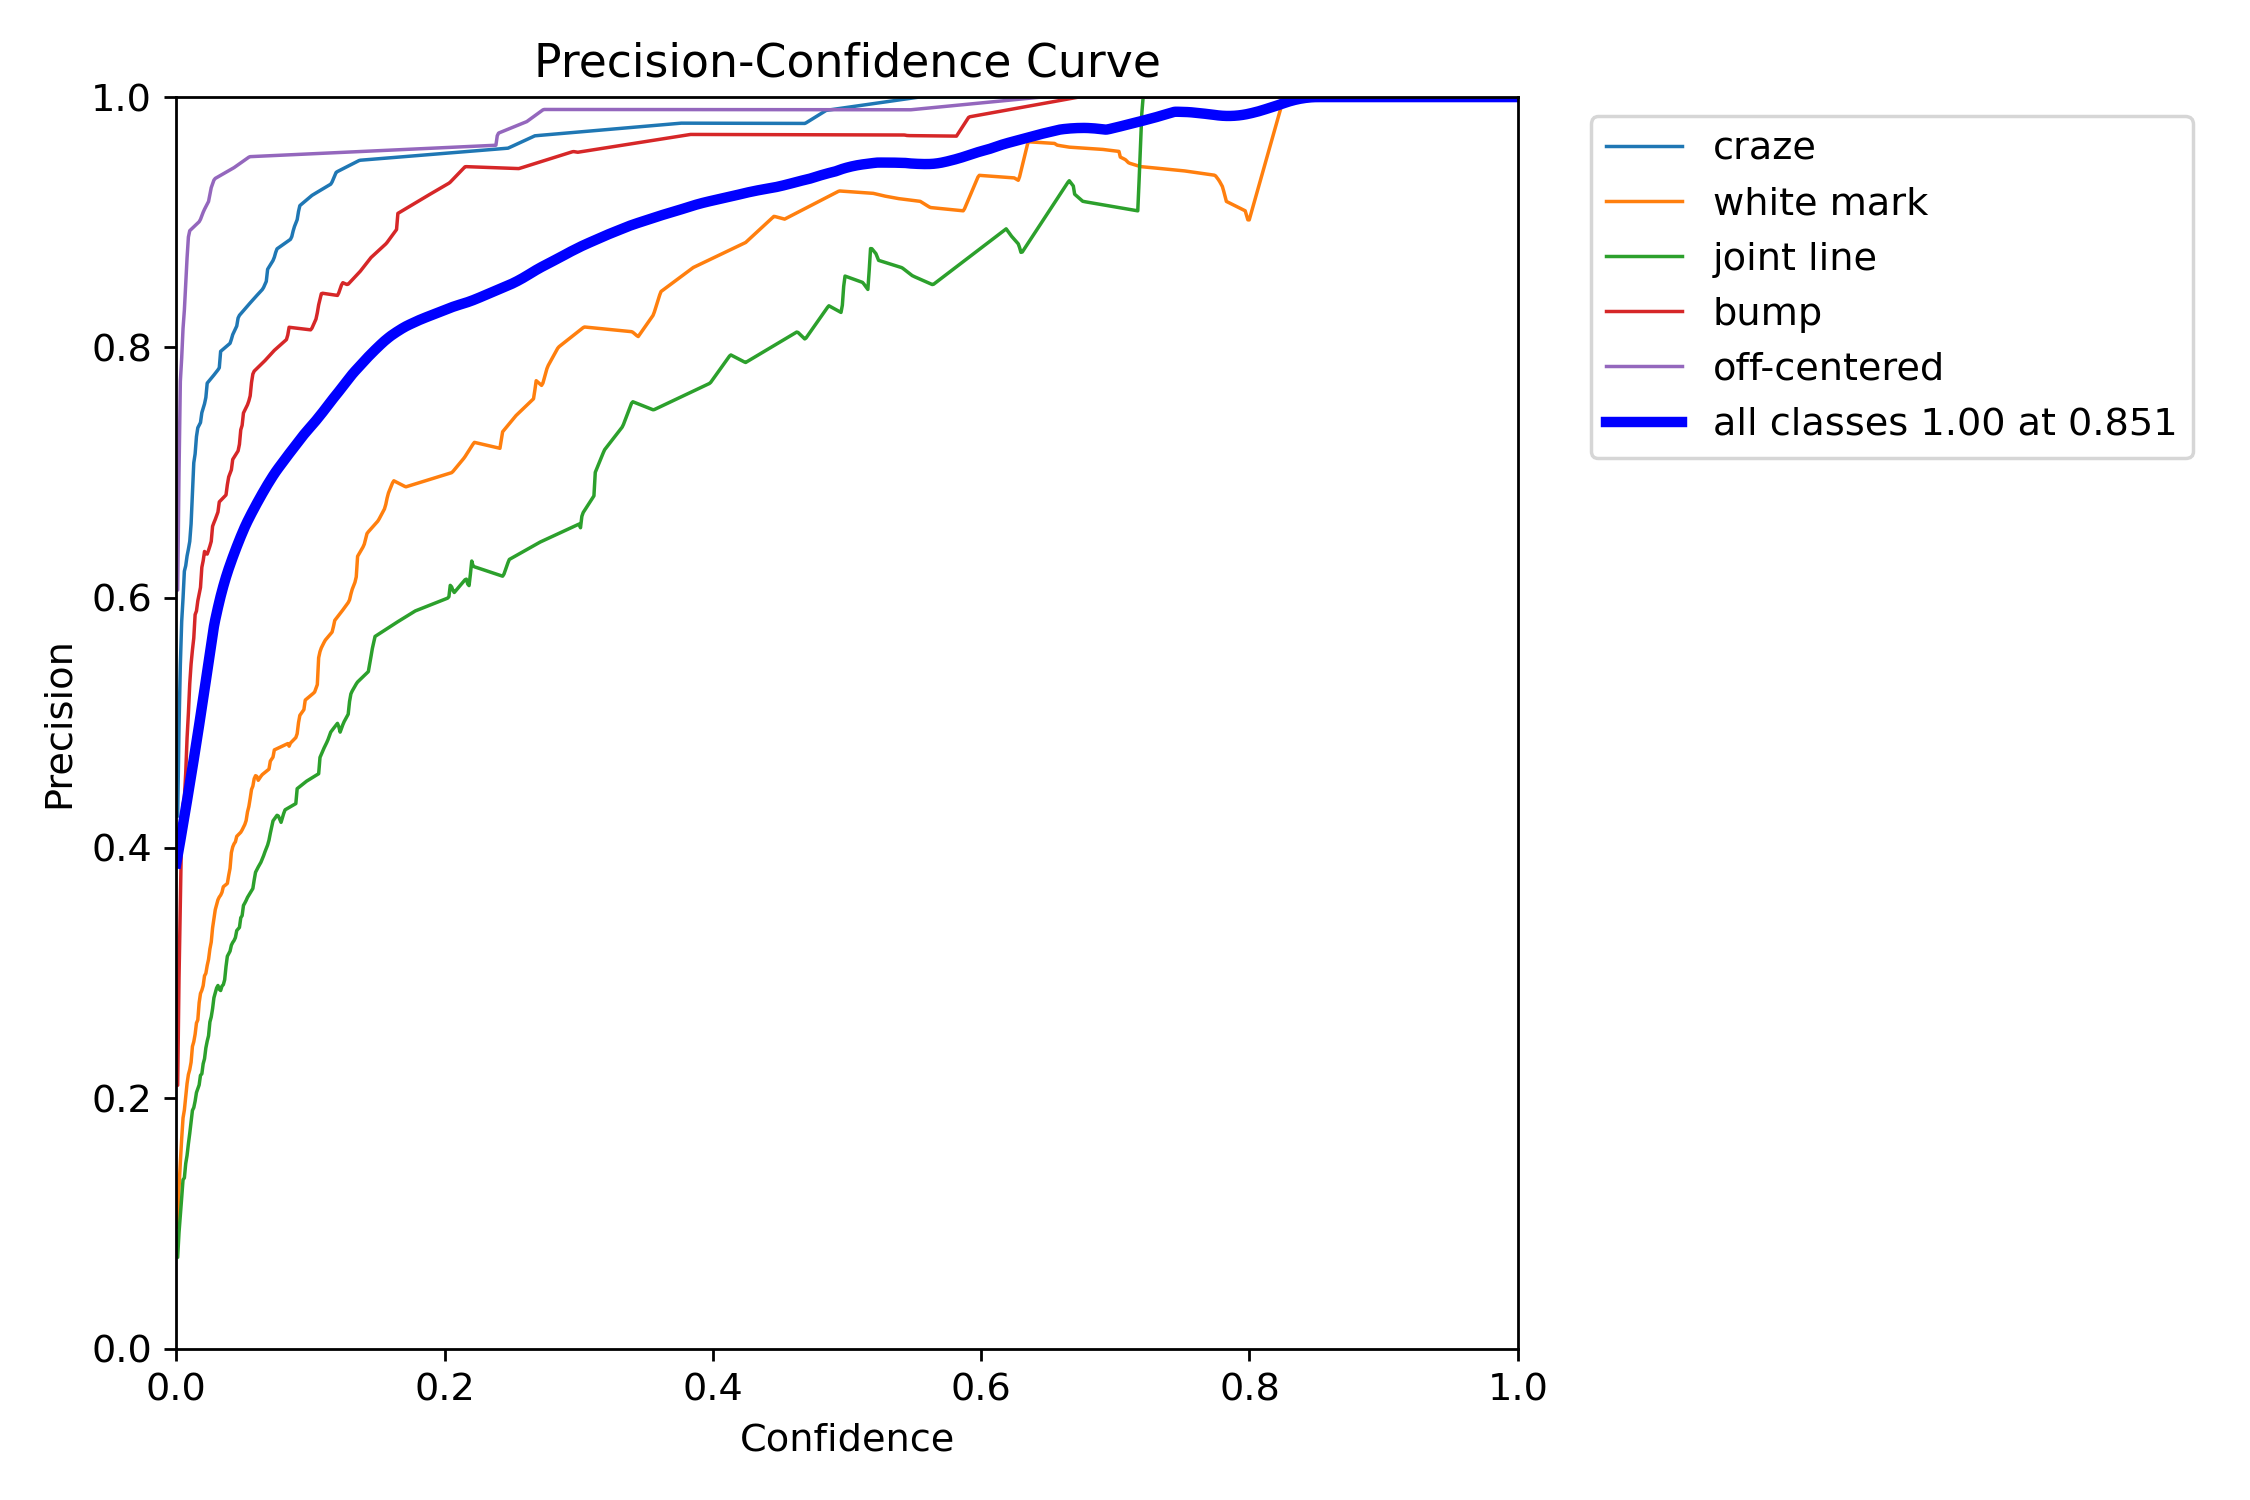 Precision-Confidence Curve
1.0
0.8
0.6
0.4
0.2
0.0
Precision
0.0 0.2 0.4 0.6 0.8 1.0
Confidence
craze
white mark
joint line
bump
off-centered
all classes 1.00 at 0.851